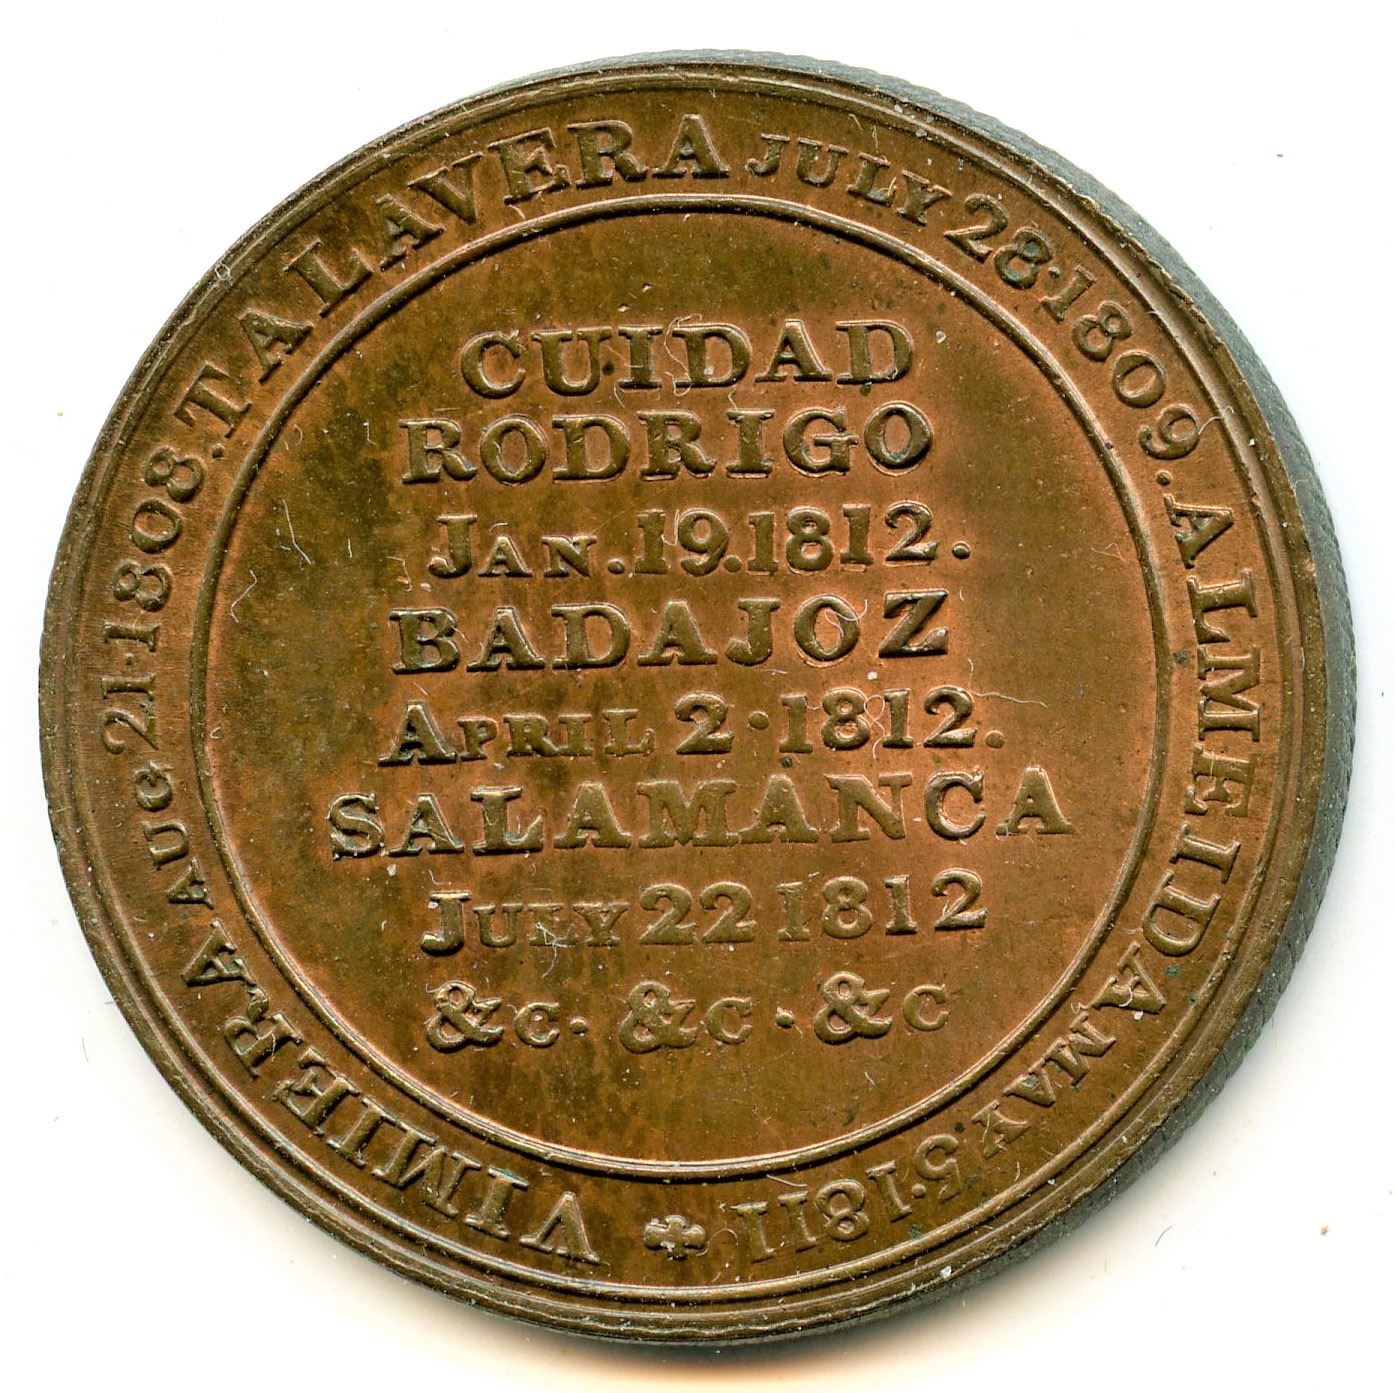 VIMIERA AUG 21·1808. TALAVERA JULY 28·1809. ALMEIDA MAY 5·1811
CUIDAD
RODRIGO
JAN. 19. 1812.
BADAJOZ
APRIL 2·1812.
SALAMANCA
JULY 22 1812
&C· &C·&C